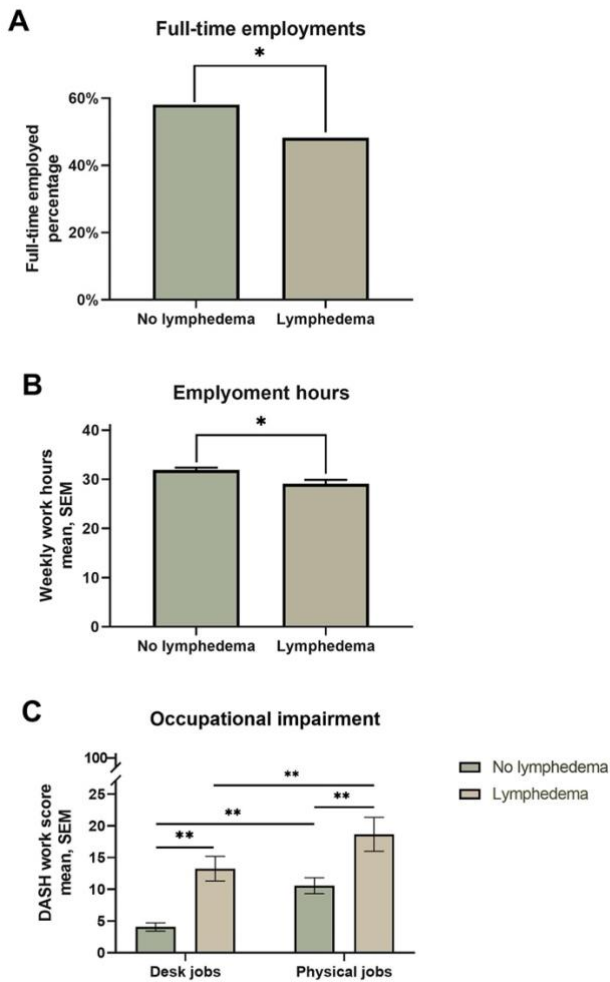 A
Full-time employments
*
Full-time employed
percentage
60%
40%
20%
0%
No lymphedema
Lymphedema
B
Emplyoment hours
*
Weekly work hours
mean, SEM
40
30
20
10
0
No lymphedema
Lymphedema
C
Occupational impairment
DASH work score
mean, SEM
100
25
20
15
10
5
0
**
**
**
**
Desk jobs
Physical jobs
No lymphedema
Lymphedema